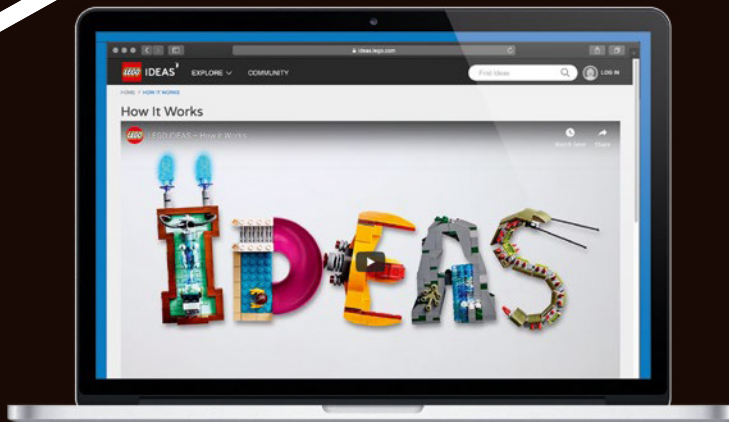 ideas.lego.com
LEGO IDEAS EXPLORE COMMUNITY Find Ideas LOG IN
HOME / HOW IT WORKS
How It Works
LEGO LEGO IDEAS – How it Works
Watch later Share
IDEAS